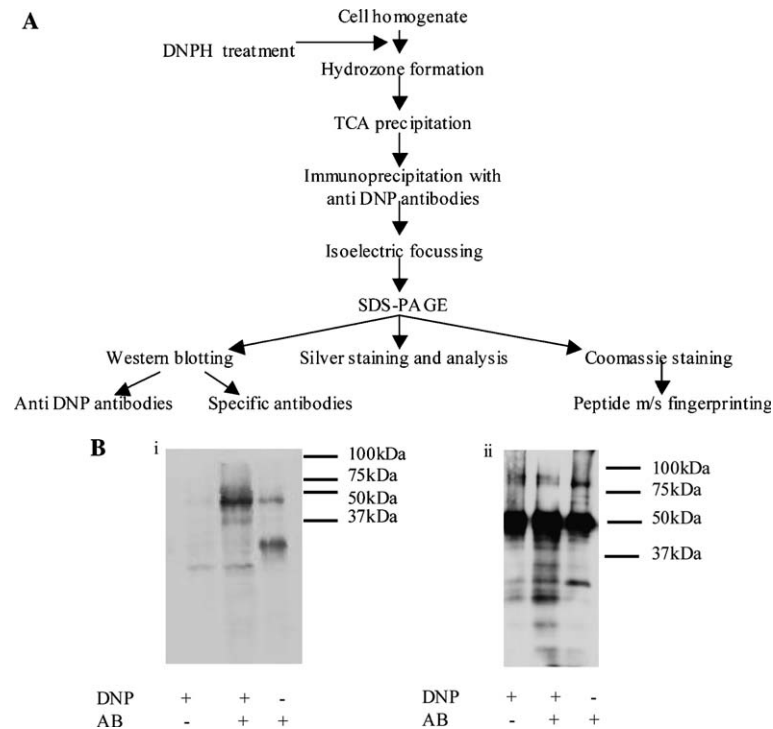 A
Cell homogenate
DNPH treatment
Hydrozone formation
TCA precipitation
Immunoprecipitation with
anti DNP antibodies
Isoelectric focussing
SDS-PAGE
Western blotting Silver staining and analysis Coomassie staining
Anti DNP antibodies Specific antibodies Peptide m/s fingerprinting
B
i
100kDa
75kDa
50kDa
37kDa
DNP + + -
AB - + +
ii
100kDa
75kDa
50kDa
37kDa
DNP + + -
AB - + +